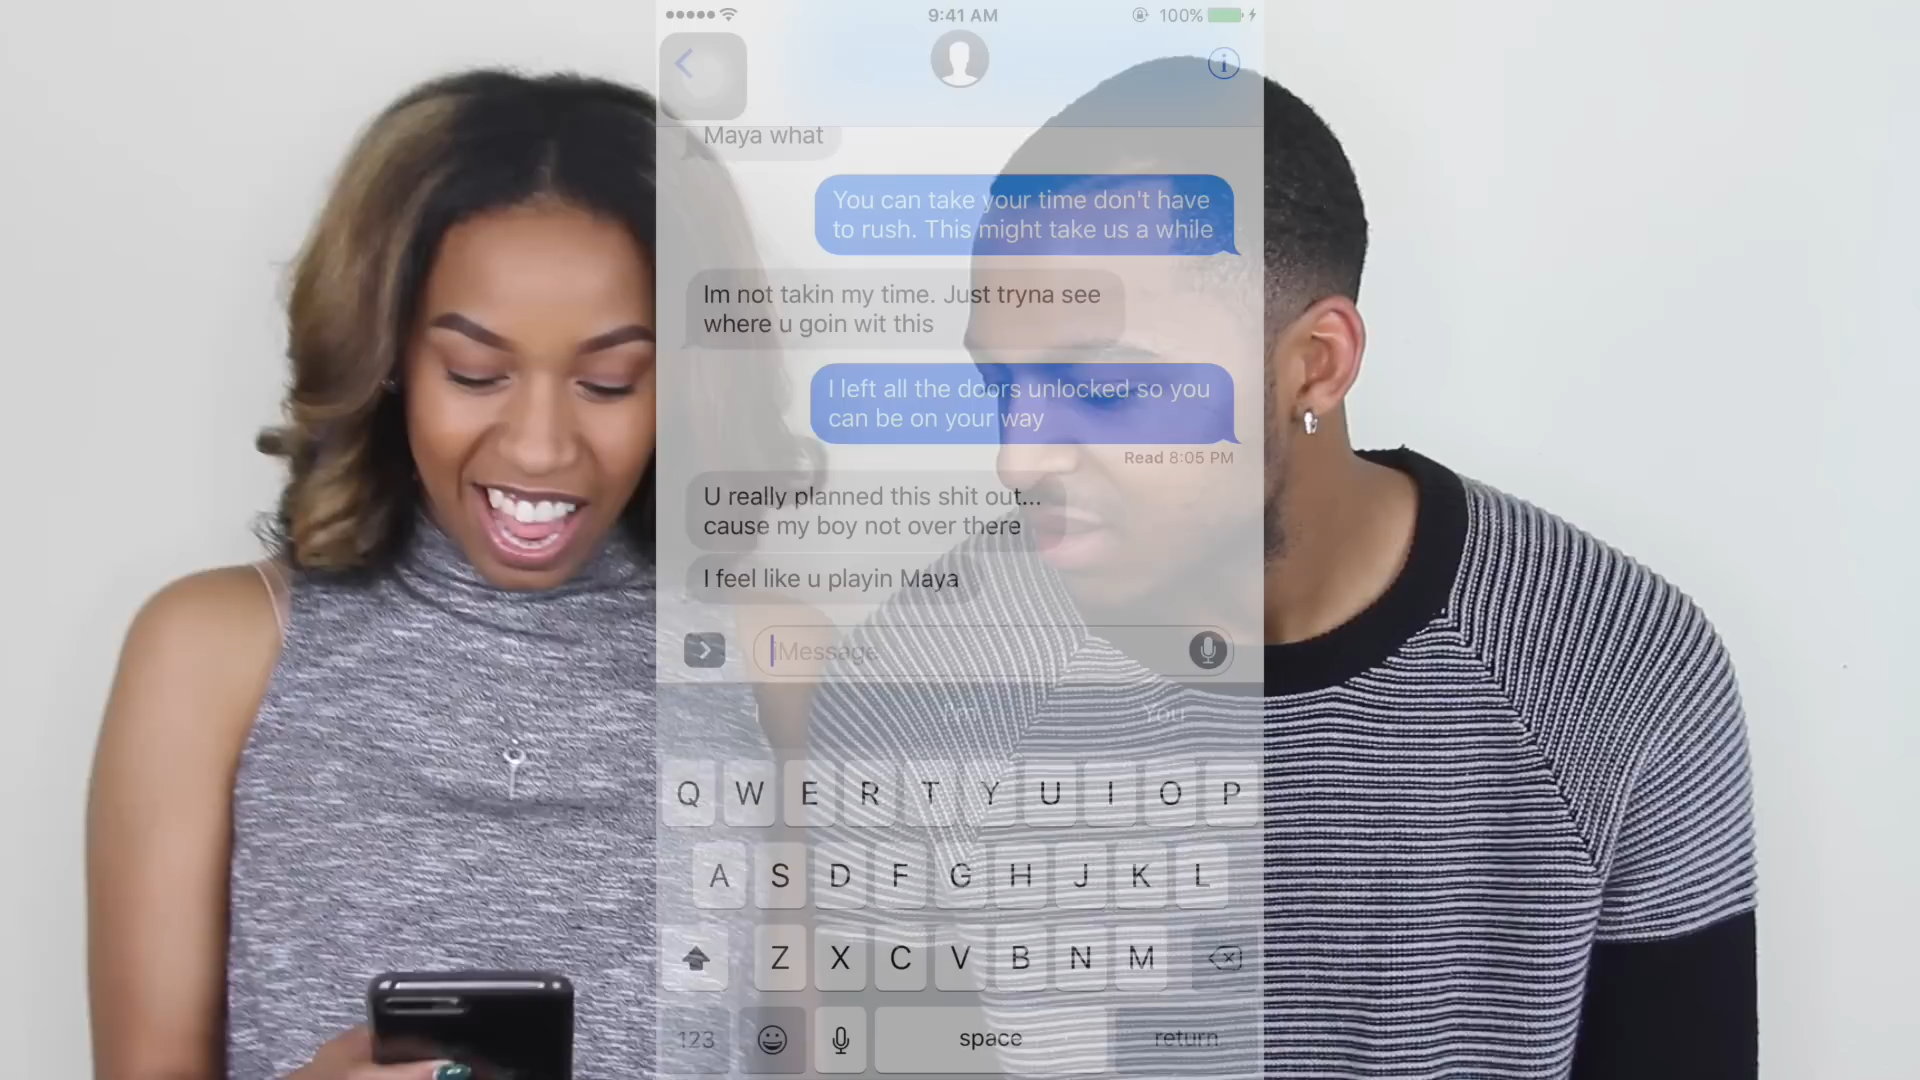 9:41 AM
100%
Maya what
You can take your time don't have
to rush. This might take us a while
Im not takin my time. Just tryna see
where u goin wit this
I left all the doors unlocked so you
can be on your way
Read 8:05 PM
U really planned this shit out...
cause my boy not over there
I feel like u playin Maya
iMessage
I
I'm
You
Q W E R T Y U I O P
A S D F G H J K L
Z X C V B N M
123 space return